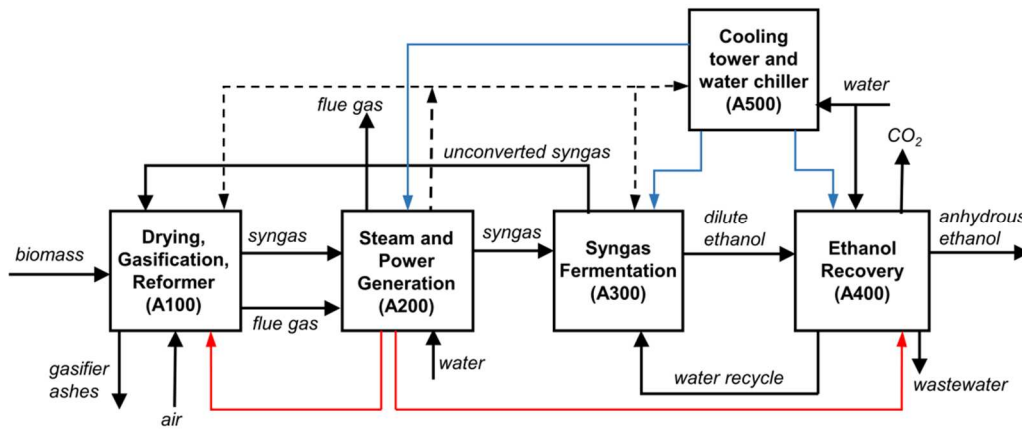 Cooling
tower and
water chiller
(A500)
water
flue gas
CO2
unconverted syngas
biomass
Drying,
Gasification,
Reformer
(A100)
syngas
flue gas
Steam and
Power
Generation
(A200)
syngas
Syngas
Fermentation
(A300)
dilute
ethanol
Ethanol
Recovery
(A400)
anhydrous
ethanol
gasifier
ashes
air
water
water recycle
wastewater